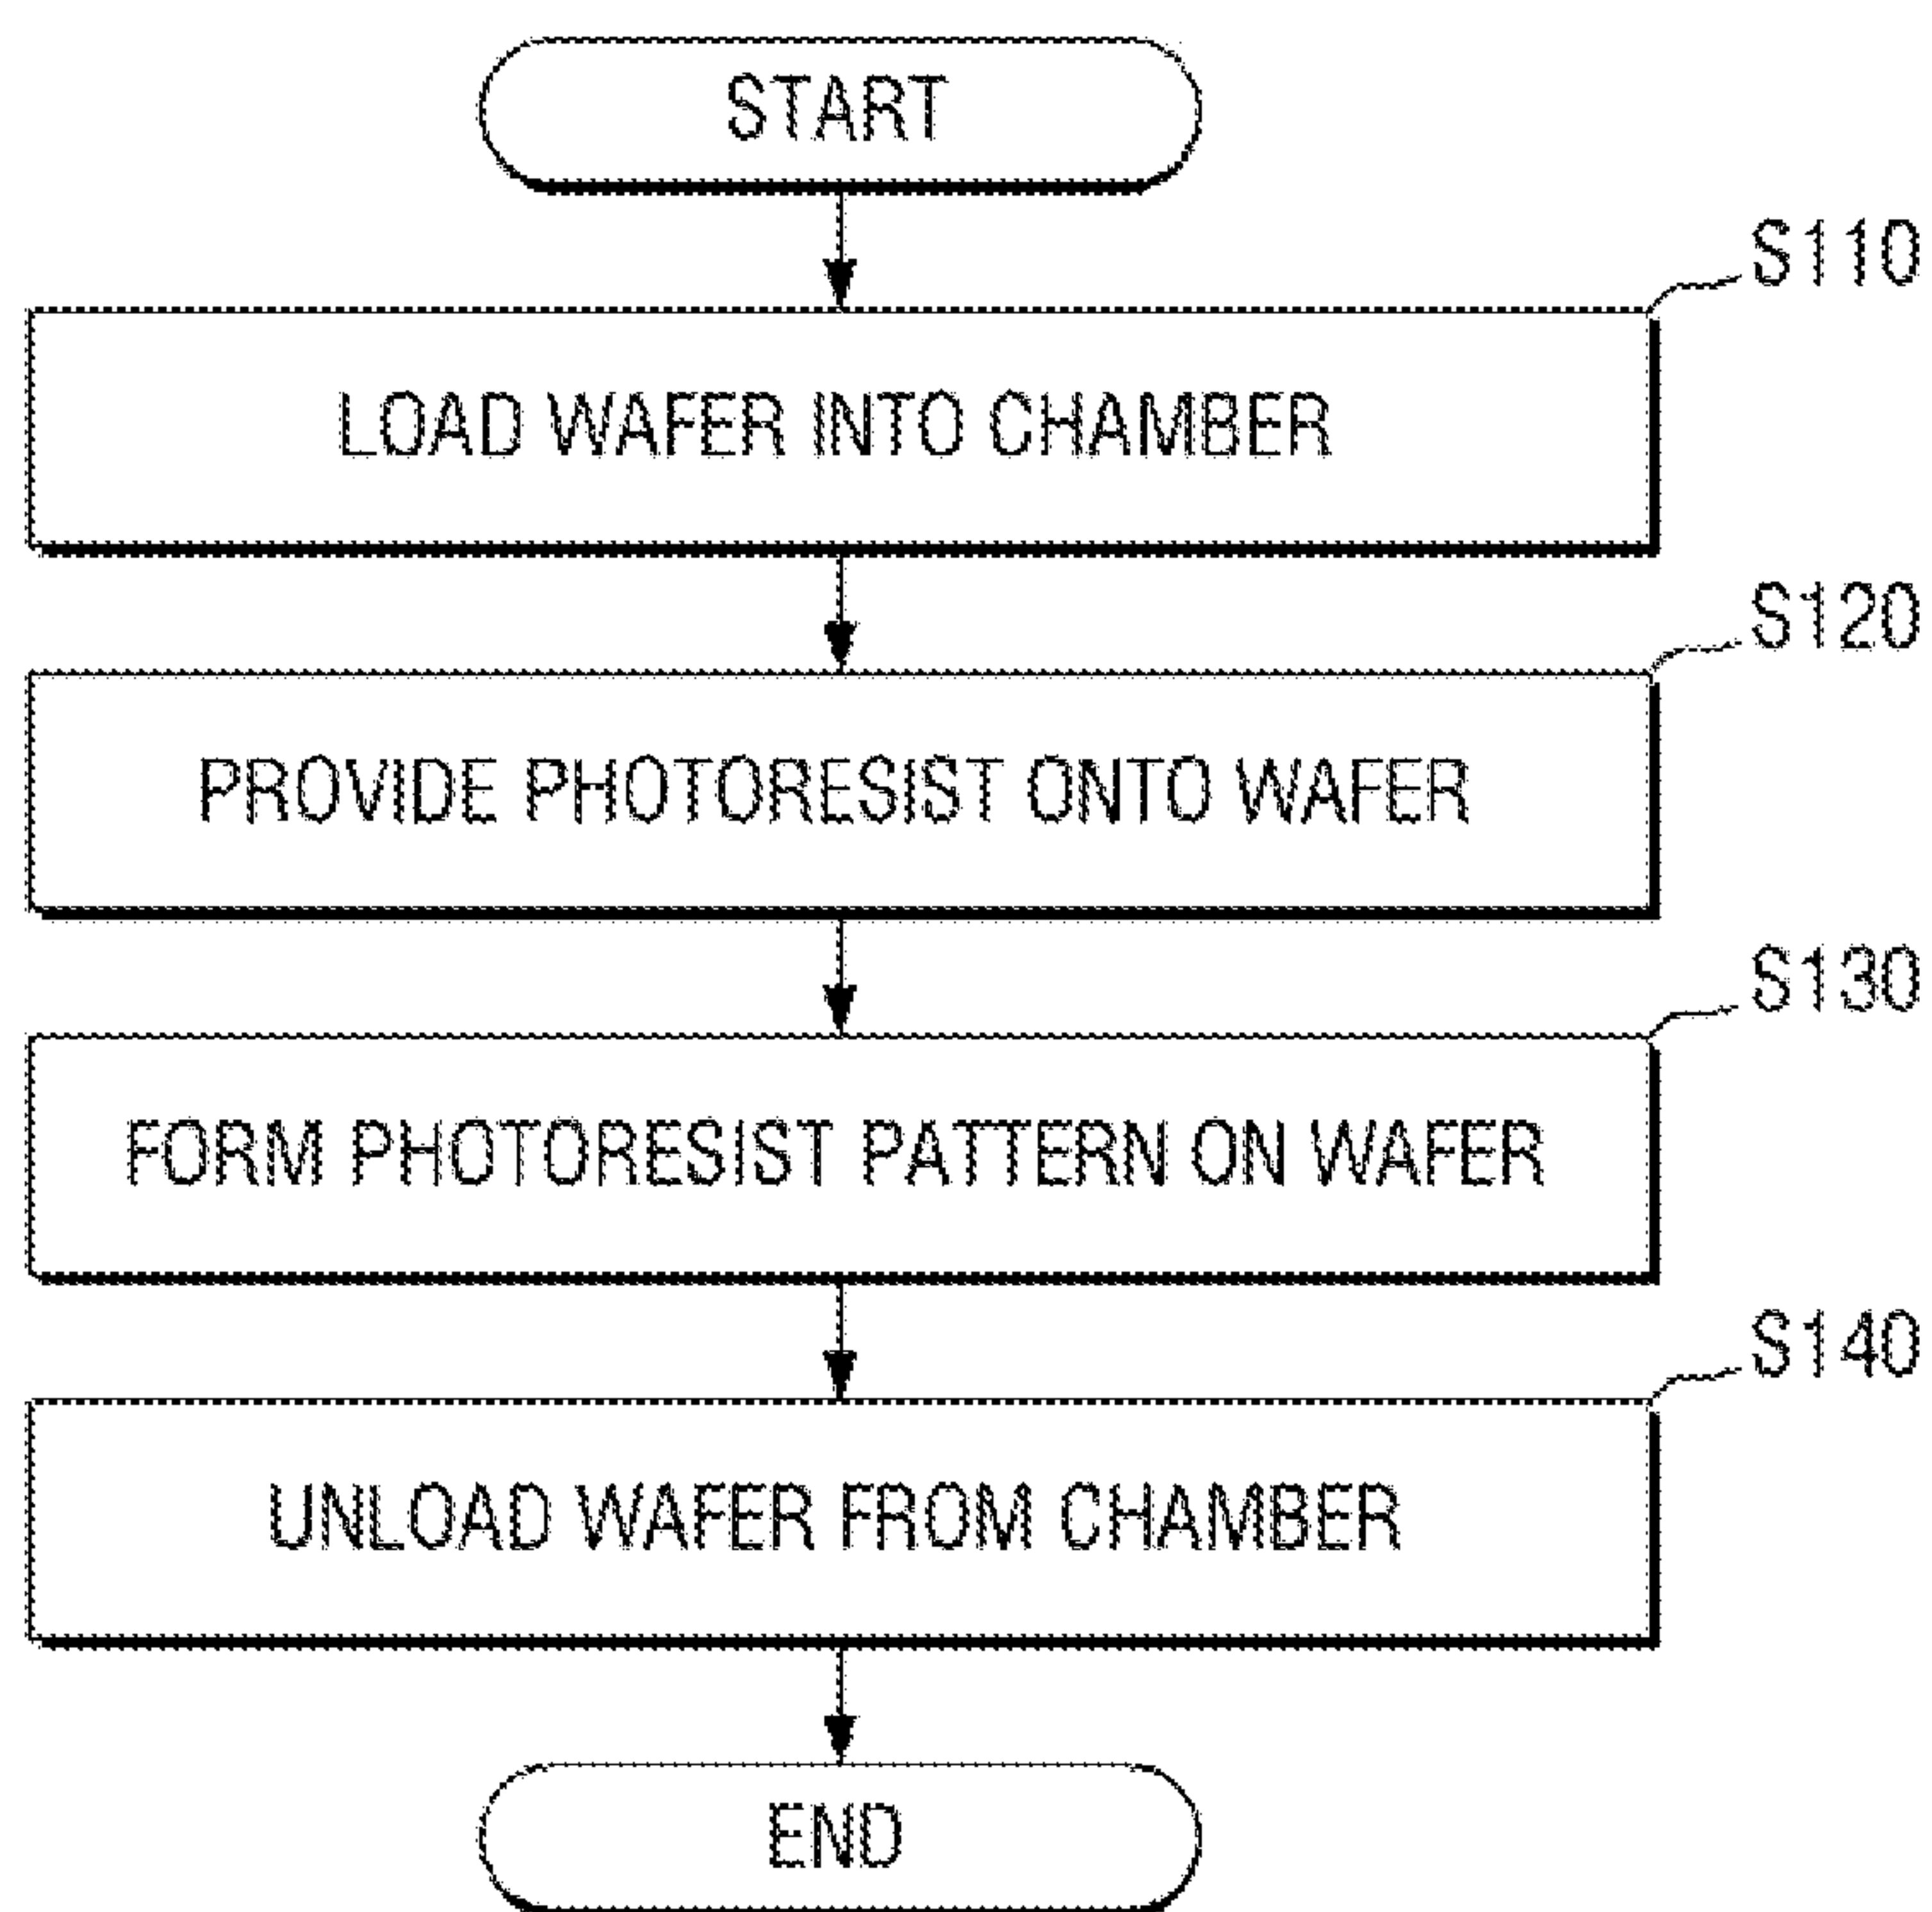 START
S110
LOAD WAFER INTO CHAMBER
S120
PROVIDE PHOTORESIST ONTO WAFER
S130
FORM PHOTORESIST PATTERN ON WAFER
S140
UNLOAD WAFER FROM CHAMBER
END